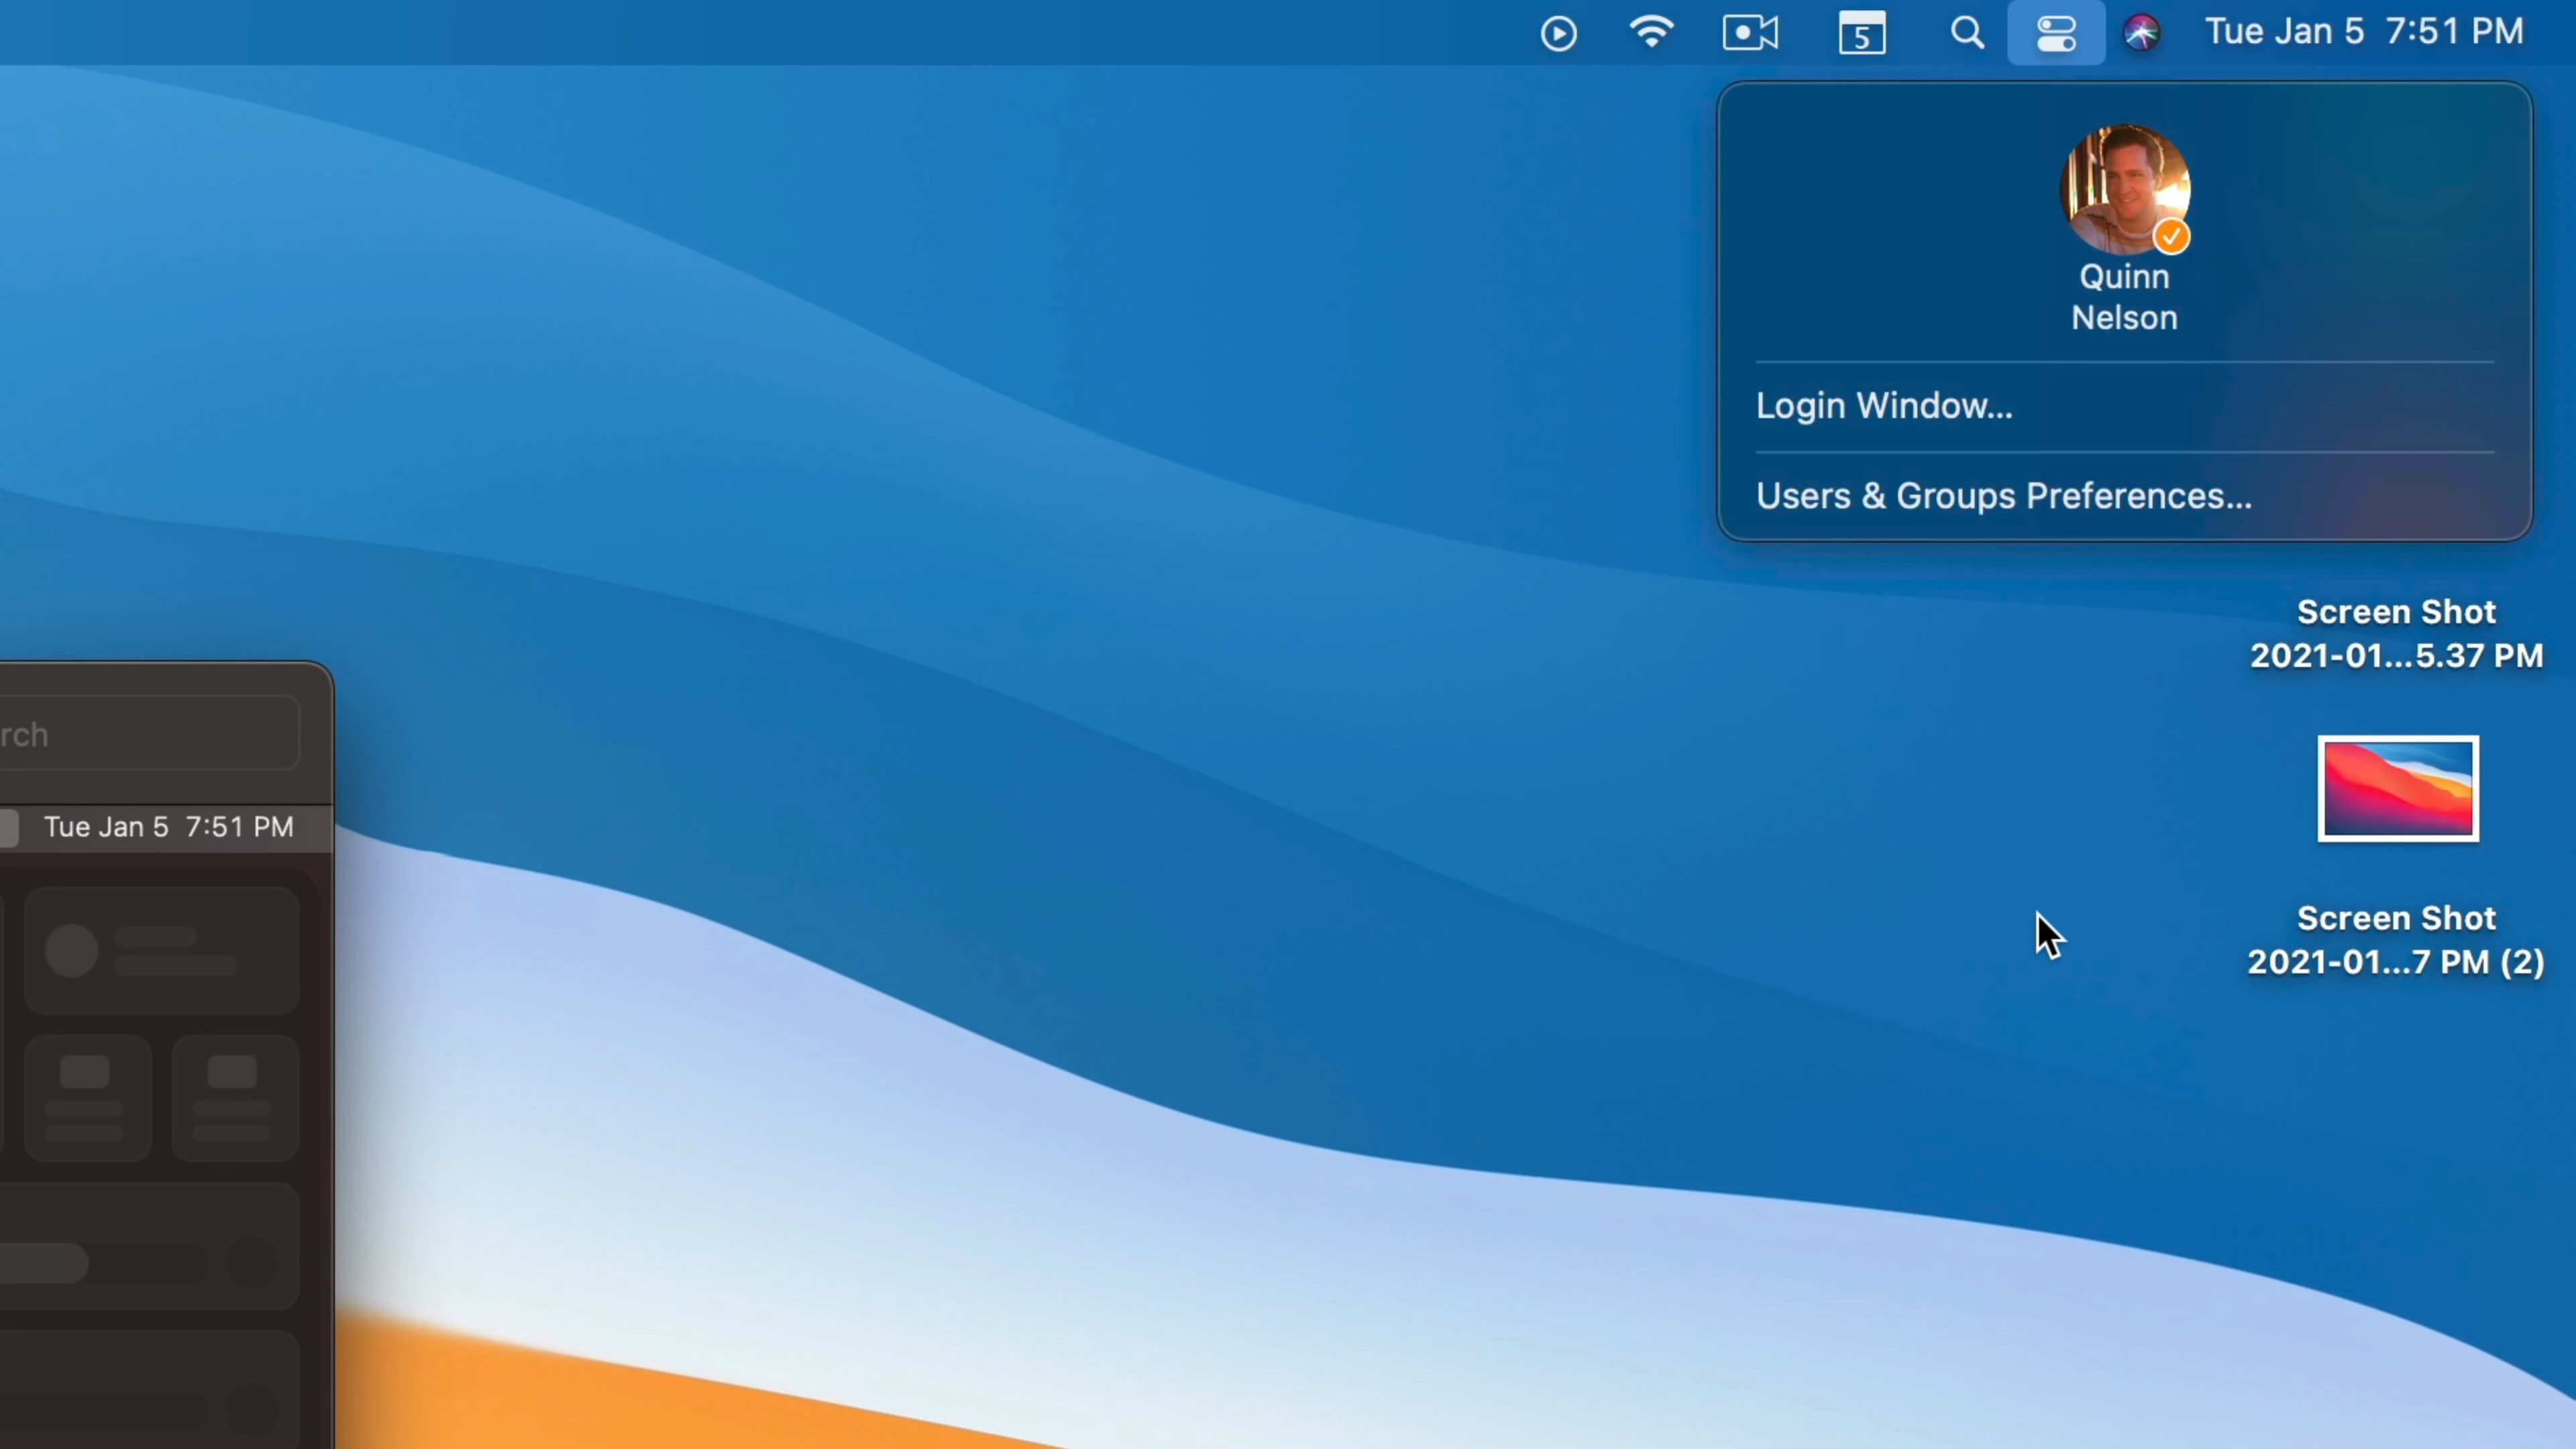 5
Tue Jan 5 7:51 PM
Quinn
Nelson
Login Window...
Users & Groups Preferences...
Screen Shot
2021-01...5.37 PM
rch
Tue Jan 5 7:51 PM
Screen Shot
2021-01...7 PM (2)